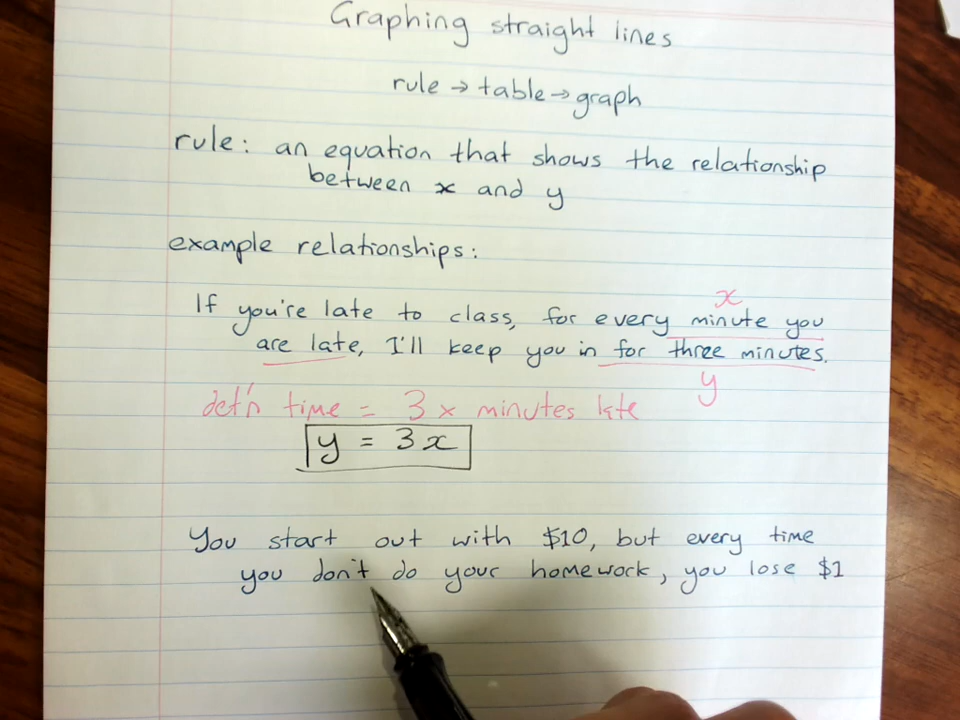 Graphing straight lines
rule → table → graph
rule: an equation that shows the relationship
between x and y
example relationships:
x
If you're late to class, for every minute you
are late, I'll keep you in for three minutes.
y
det'n time = 3 x minutes late
y = 3x
You start out with $10, but every time
you don't do your homework, you lose $1